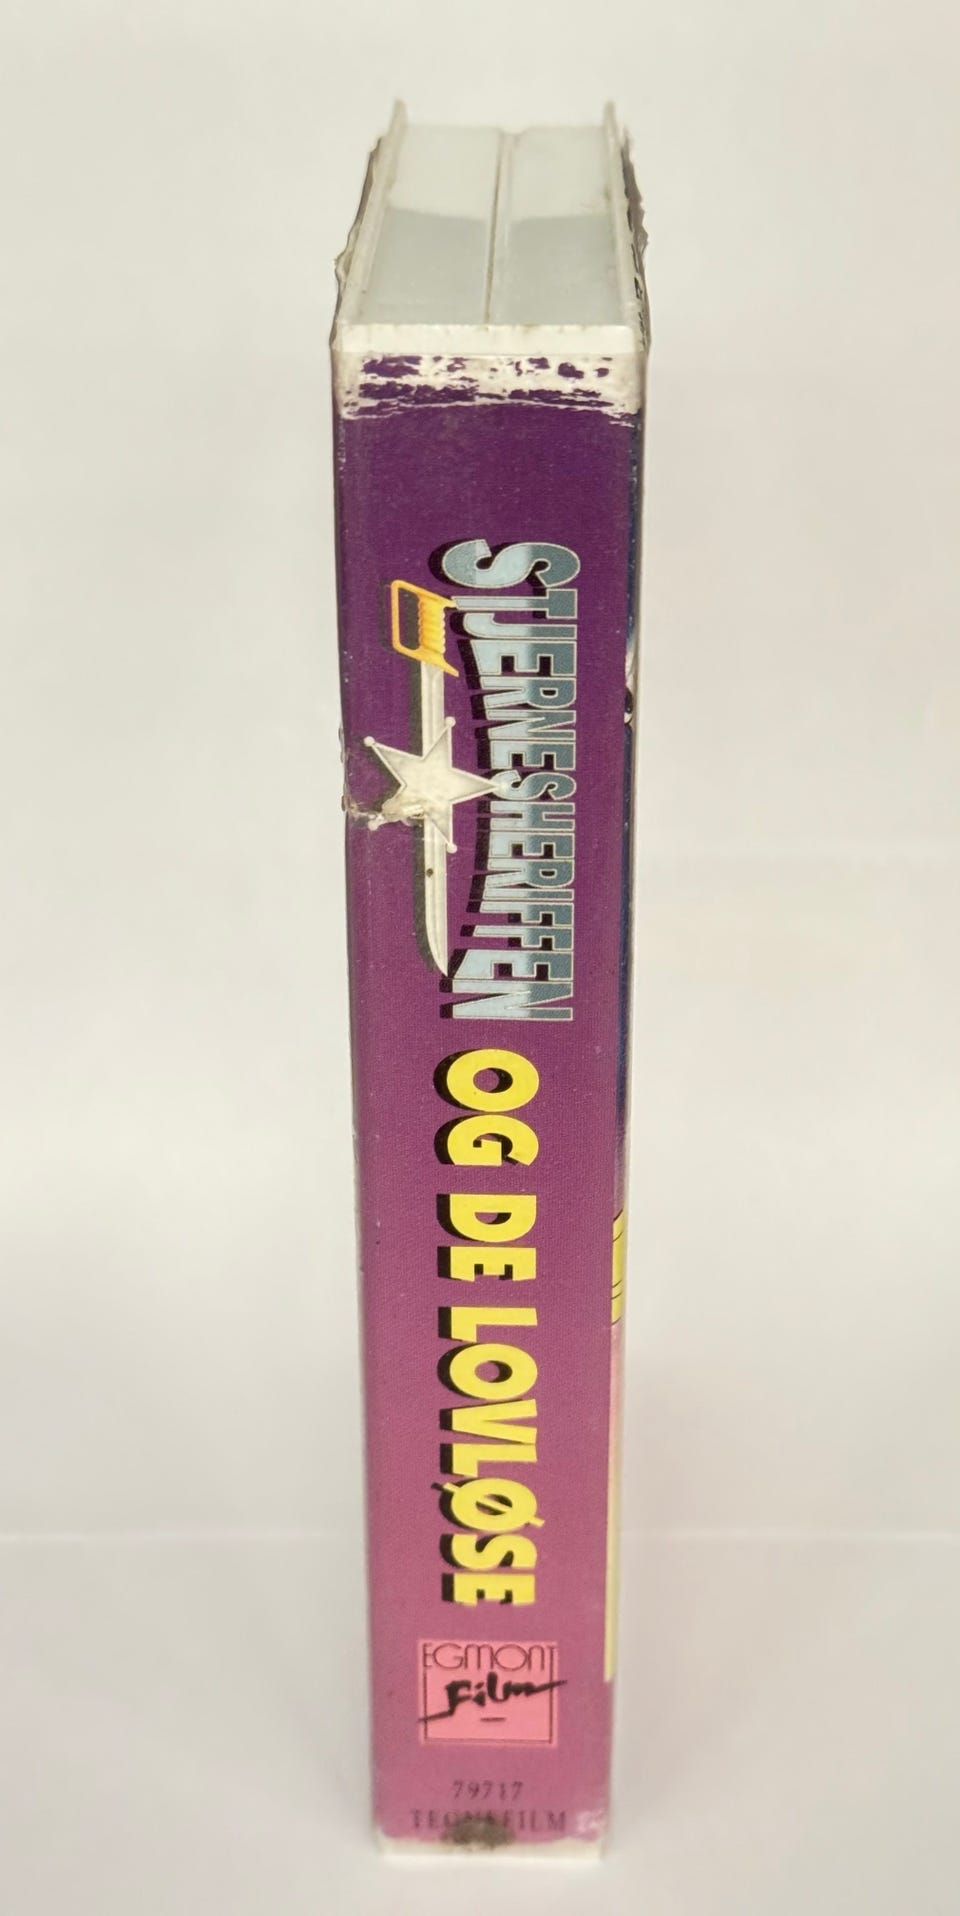 STJERNESHERIFFEN
OG DE LOVLØSE
EGMONT
Film
79717
TEGNEFILM